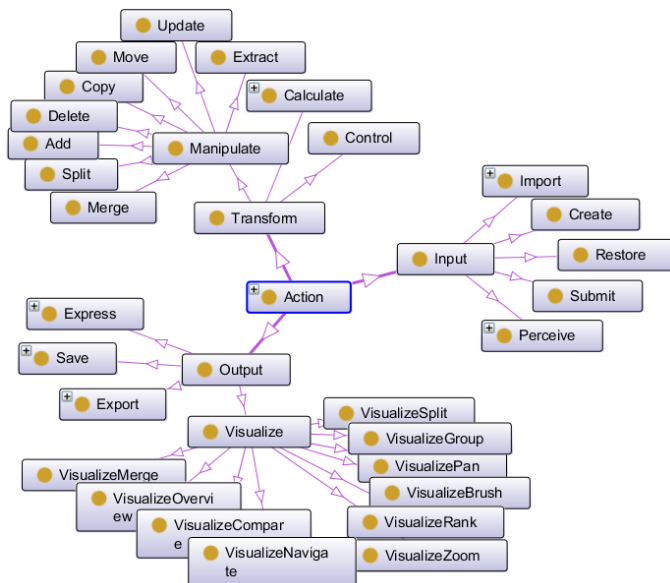 Update
Move
Extract
Copy
Calculate
Delete
Control
Add
Manipulate
Split
Import
Merge
Transform
Create
Input
Restore
Action
Submit
Express
Perceive
Save
Output
Export
VisualizeSplit
Visualize
VisualizeGroup
VisualizePan
VisualizeMerge
VisualizeBrush
VisualizeOvervi
ew
VisualizeRank
VisualizeCompar
e
VisualizeNaviga
te
VisualizeZoom